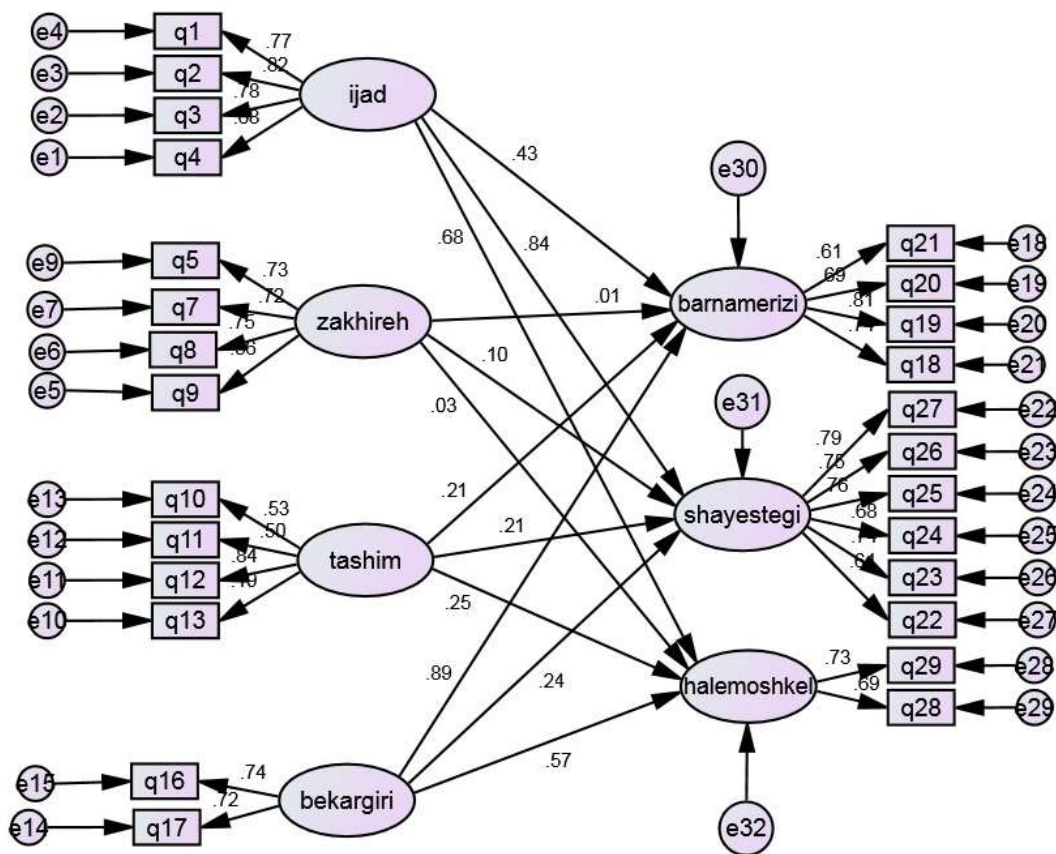 e4 q1 .77
e3 q2 .82
ijad
e2 q3 .78
e1 q4 .68
.43
e30
.68
.84
e9 q5 .73
e7 q7 .72
zakhireh
e6 q8 .75
e5 q9
.01
barnamerizi
.61 q21 e18
.69 q20 e19
.81 q19 e20
q18 e21
.10
.03
e31
.79 q27 e22
.75 q26 e23
.76 q25 e24
shayestegi
.68 q24 e25
q23 e26
q22 e27
e13 q10 .53
e12 q11 .50
tashim
e11 q12 .84
e10 q13
.21
.21
.25
halemoshkel
.73 q29 e28
.69 q28 e29
.89
.24
.57
e15 q16 .74
bekargiri
e14 q17 .72
e32